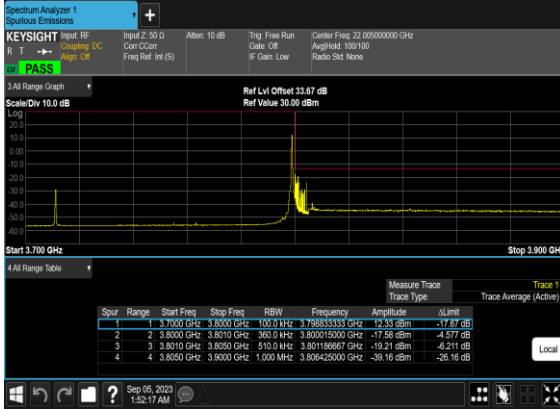 Spectrum Analyzer 1
Spurious Emissions
KEYSIGHT Input: RF Input Z: 50 Ω Atten: 10 dB Trig: Free Run Center Freq: 22.005000000 GHz
R T Coupling: DC Corr CCorr Gate: Off Avg|Hold: 100/100
Align: Off Freq Ref: Int (S) IF Gain: Low Radio Std: None
PASS
3 All Range Graph
Ref Lvl Offset 33.67 dB
Scale/Div 10.0 dB Ref Value 30.00 dBm
Log
20.0
10.0
0.00
-10.0
-20.0
-30.0
-40.0
-50.0
-60.0
Start 3.700 GHz Stop 3.900 GH
4 All Range Table
Measure Trace Trace 1
Trace Type Trace Average (Active)
Spur Range Start Freq Stop Freq RBW Frequency Amplitude ΔLimit
1 1 3.7000 GHz 3.8000 GHz 100.0 kHz 3.798833333 GHz 12.33 dBm -17.67 dB
2 2 3.8000 GHz 3.8010 GHz 360.0 kHz 3.800015000 GHz -17.58 dBm -4.577 dB
3 3 3.8010 GHz 3.8050 GHz 510.0 kHz 3.801186667 GHz -19.21 dBm -6.211 dB
4 4 3.8050 GHz 3.9000 GHz 1.000 MHz 3.806425000 GHz -39.16 dBm -26.16 dB
Local
Sep 05, 2023
1:52:17 AM